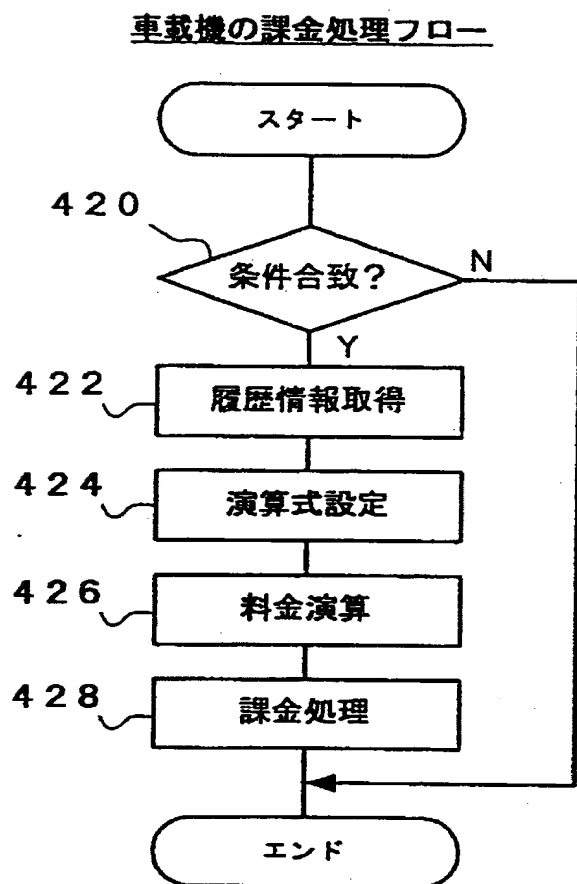 車載機の課金処理フロー
スタート
４２０
条件合致？
N
Y
４２２
履歴情報取得
４２４
演算式設定
４２６
料金演算
４２８
課金処理
エンド